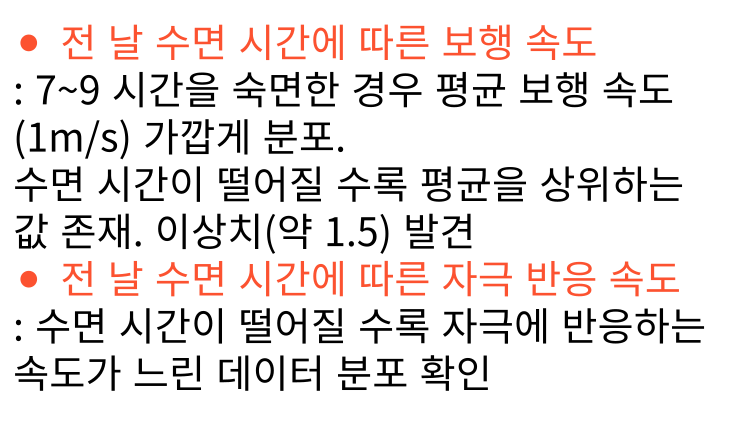 ● 전 날 수면 시간에 따른 보행 속도
: 7~9 시간을 숙면한 경우 평균 보행 속도
(1m/s) 가깝게 분포.
수면 시간이 떨어질 수록 평균을 상위하는
값 존재. 이상치(약 1.5) 발견
● 전 날 수면 시간에 따른 자극 반응 속도
: 수면 시간이 떨어질 수록 자극에 반응하는
속도가 느린 데이터 분포 확인